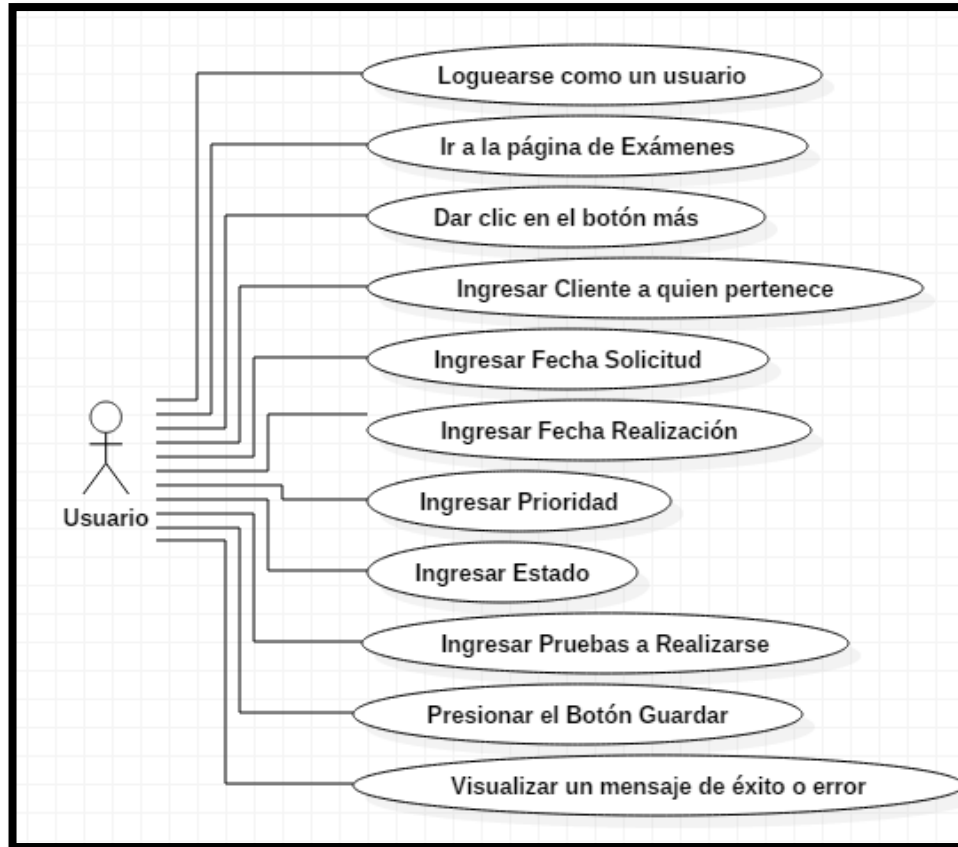 Loguearse como un usuario
Ir a la página de Exámenes
Dar clic en el botón más
Ingresar Cliente a quien pertenece
Ingresar Fecha Solicitud
Ingresar Fecha Realización
Ingresar Prioridad
Usuario
Ingresar Estado
Ingresar Pruebas a Realizarse
Presionar el Botón Guardar
Visualizar un mensaje de éxito o error